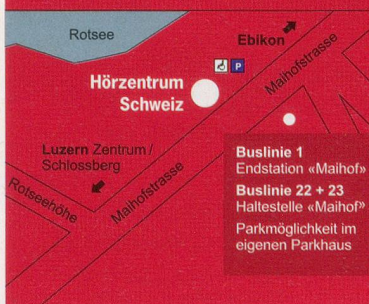 Rotsee
Ebikon
Maihofstrasse
P
Hörzentrum
Schweiz
Luzern Zentrum /
Schlossberg
Rotseehöhe
Maihofstrasse
Buslinie 1
Endstation «Maihof»
Buslinie 22 + 23
Haltestelle «Maihof»
Parkmöglichkeit im
eigenen Parkhaus